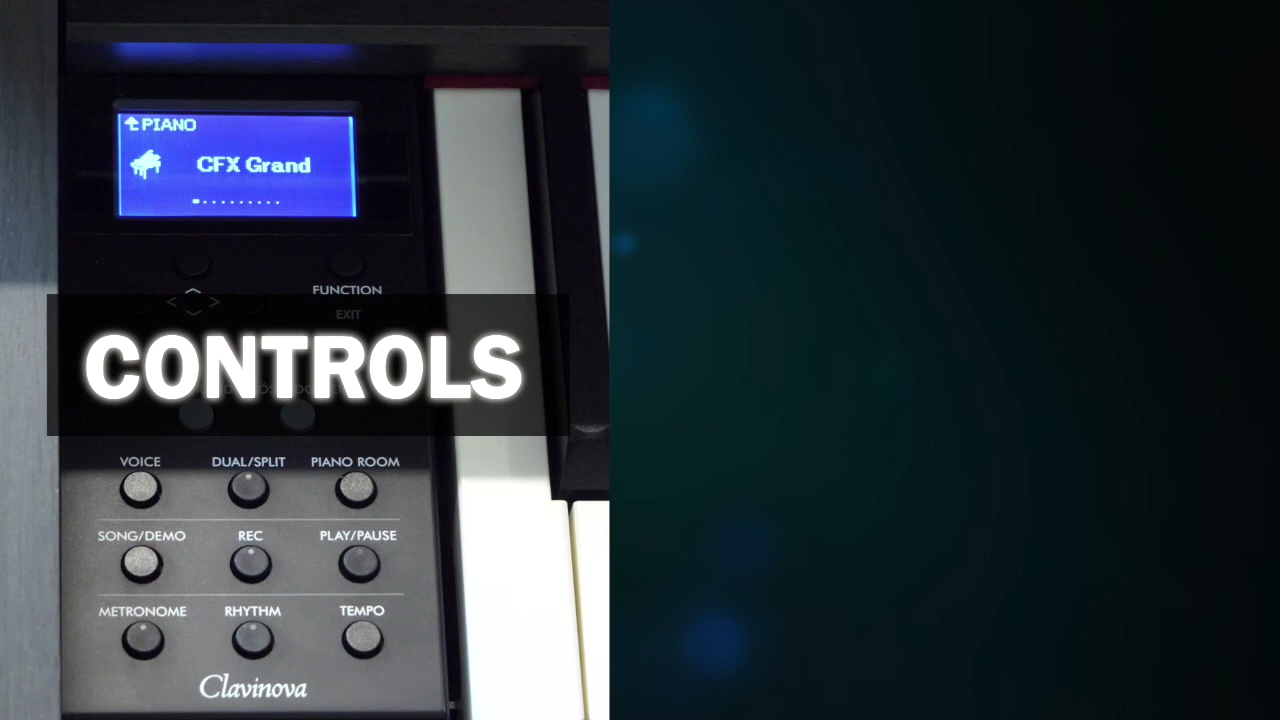 PIANO
CFX Grand
FUNCTION
EXIT
CONTROLS
VOICE DUAL/SPLIT PIANO ROOM
SONG/DEMO REC PLAY/PAUSE
METRONOME RHYTHM TEMPO
Clavinova